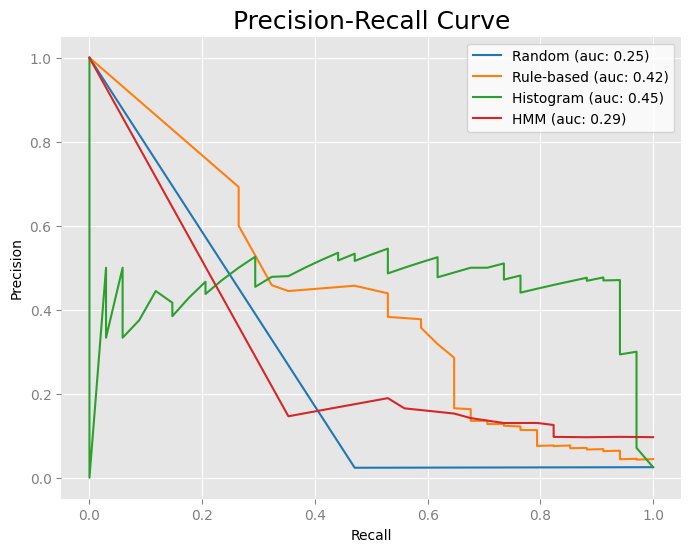 Precision-Recall Curve
Random (auc: 0.25)
Rule-based (auc: 0.42)
Histogram (auc: 0.45)
HMM (auc: 0.29)
1.0
0.8
0.6
0.4
0.2
0.0
Precision
0.0 0.2 0.4 0.6 0.8 1.0
Recall